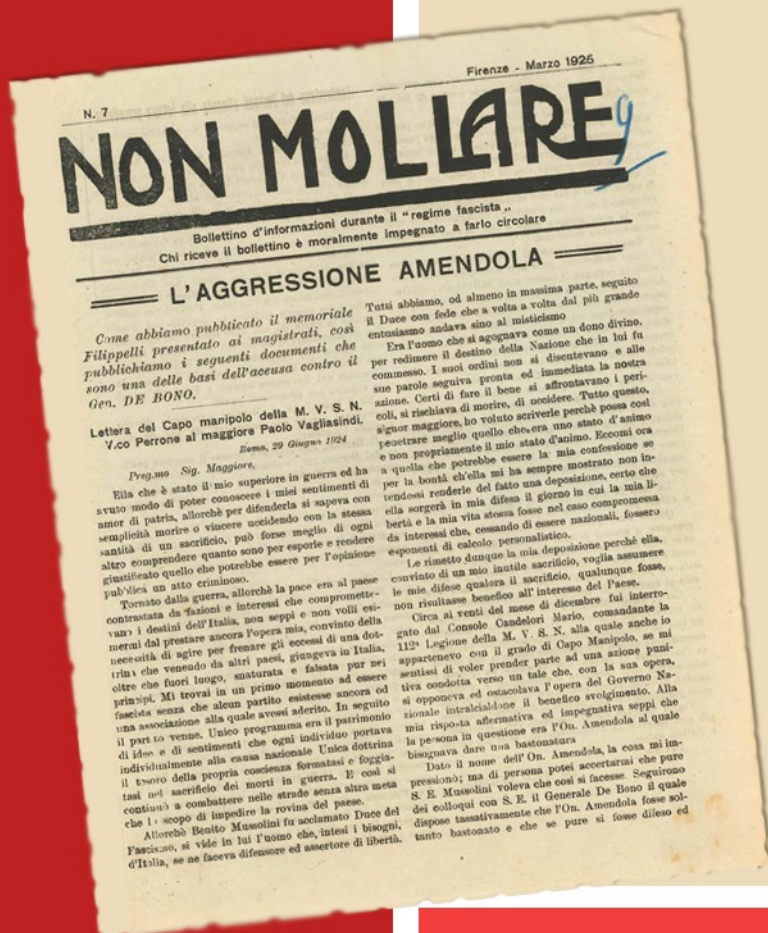 N. 7
Firenze - Marzo 1925
NON MOLLARE
9
Bollettino d'informazioni durante il "regime fascista„
Chi riceve il bollettino è moralmente impegnato a farlo circolare
L'AGGRESSIONE AMENDOLA
Come abbiamo pubblicato il memoriale
Filippelli presentato ai magistrati, così
pubblichiamo i seguenti documenti che
sono una delle basi dell'accusa contro il
Gen. DE BONO.
Lettera del Capo manipolo della M. V. S. N.
V.co Perrone al maggiore Paolo Vagliasindi.
Roma, 29 Giugno 1924
Preg.mo Sig. Maggiore,
Ella che è stato il mio superiore in guerra ed ha
avuto modo di poter conoscere i miei sentimenti di
amor di patria, allorchè per difenderla si sapeva con
semplicità morire o vincere uccidendo con la stessa
santità di un sacrificio, può forse meglio di ogni
altro comprendere quanto sono per esporle e rendere
giustificato quello che potrebbe essere per l'opinione
pubblica un atto criminoso.
Tornato dalla guerra, allorchè la pace era al paese
contrastata da fazioni e interessi che compromette-
vano i destini dell'Italia, non seppi e non volli esi-
mermi dal prestare ancora l'opera mia, convinto della
necessità di agire per frenare gli eccessi di una dot-
trina che venendo da altri paesi, giungeva in Italia,
oltre che fuori luogo, snaturata e falsata pur nei
principi. Mi trovai in un primo momento ad essere
fascista senza che alcun partito esistesse ancora od
una associazione alla quale avessi aderito. In seguito
il partito venne. Unico programma era il patrimonio
di idee e di sentimenti che ogni individuo portava
individualmente alla causa nazionale Unica dottrina
il tesoro della propria coscienza formatasi e foggia-
tasi nel sacrificio dei morti in guerra. E così si
continuò a combattere nelle strade senza altra meta
che lo scopo di impedire la rovina del paese.
Allorchè Benito Mussolini fu acclamato Duce del
Fascismo, si vide in lui l'uomo che, intesi i bisogni,
d'Italia, se ne faceva difensore ed assertore di libertà.
Tutti abbiamo, od almeno in massima parte, seguito
il Duce con fede che a volta a volta dal più grande
entusiasmo andava sino al misticismo
Era l'uomo che si agognava come un dono divino,
per redimere il destino della Nazione che in lui fu
commesso. I suoi ordini non si discutevano e alle
sue parole seguiva pronta ed immediata la nostra
azione. Certi di fare il bene si affrontavano i peri-
coli, si rischiava di morire, di uccidere. Tutto questo,
signor maggiore, ho voluto scriverle perchè possa così
penetrare meglio quello che era uno stato d'animo
e non propriamente il mio stato d'animo. Eccomi ora
a quella che potrebbe essere la mia confessione se
per la bontà ch'ella mi ha sempre mostrato non in-
tendessi renderle del fatto una deposizione, certo che
ella sorgerà in mia difesa il giorno in cui la mia li-
bertà e la mia vita stessa fosse nel caso compromessa
da interessi che, cessando di essere nazionali, fossero
esponenti di calcolo personalistico.
Le rimetto dunque la mia deposizione perchè ella,
convinto di un mio inutile sacrificio, voglia assumere
le mie difese qualora il sacrificio, qualunque fosse,
non risultasse benefico all'interesse del Paese.
Circa ai venti del mese di dicembre fui interro-
gato dal Console Candelori Mario, comandante la
112ª Legione della M. V. S. N. alla quale anche io
appartenevo con il grado di Capo Manipolo, se mi
sentissi di voler prender parte ad una azione puni-
tiva condotta verso un tale che, con la sua opera,
si opponeva ed ostacolava l'opera del Governo Na-
zionale intralciandone il benefico svolgimento. Alla
mia risposta affermativa ed impegnativa seppi che
la persona in questione era l'On. Amendola al quale
bisognava dare una bastonatura
Dato il nome dell'On. Amendola, la cosa mi im-
pressionò; ma di persona potei accertarmi che pure
S. E. Mussolini voleva che così si facesse. Seguirono
dei colloqui con S. E. il Generale De Bono il quale
dispose tassativamente che l'On. Amendola fosse sol-
tanto bastonato e che se pure si fosse difeso ed